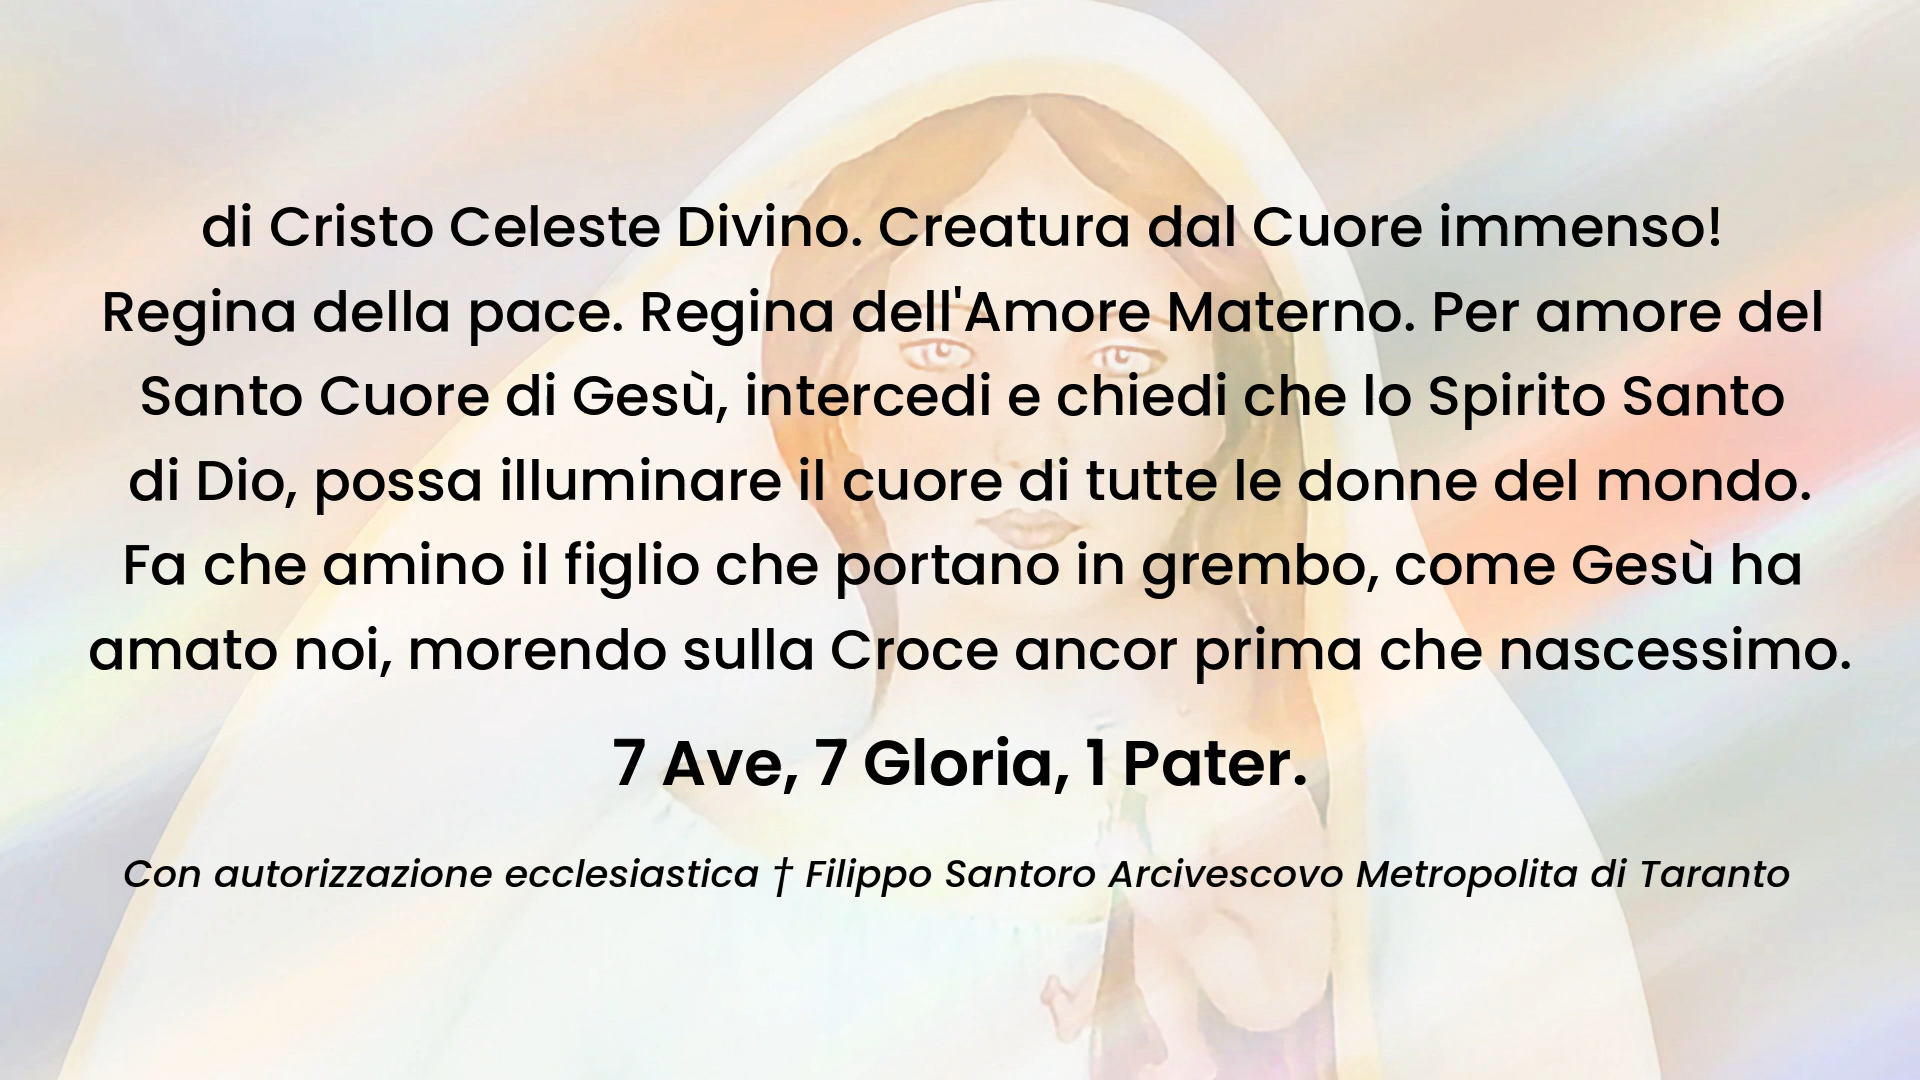 di Cristo Celeste Divino. Creatura dal Cuore immenso!
Regina della pace. Regina dell'Amore Materno. Per amore del
Santo Cuore di Gesù, intercedi e chiedi che lo Spirito Santo
di Dio, possa illuminare il cuore di tutte le donne del mondo.
Fa che amino il figlio che portano in grembo, come Gesù ha
amato noi, morendo sulla Croce ancor prima che nascessimo.
7 Ave, 7 Gloria, 1 Pater.
Con autorizzazione ecclesiastica † Filippo Santoro Arcivescovo Metropolita di Taranto